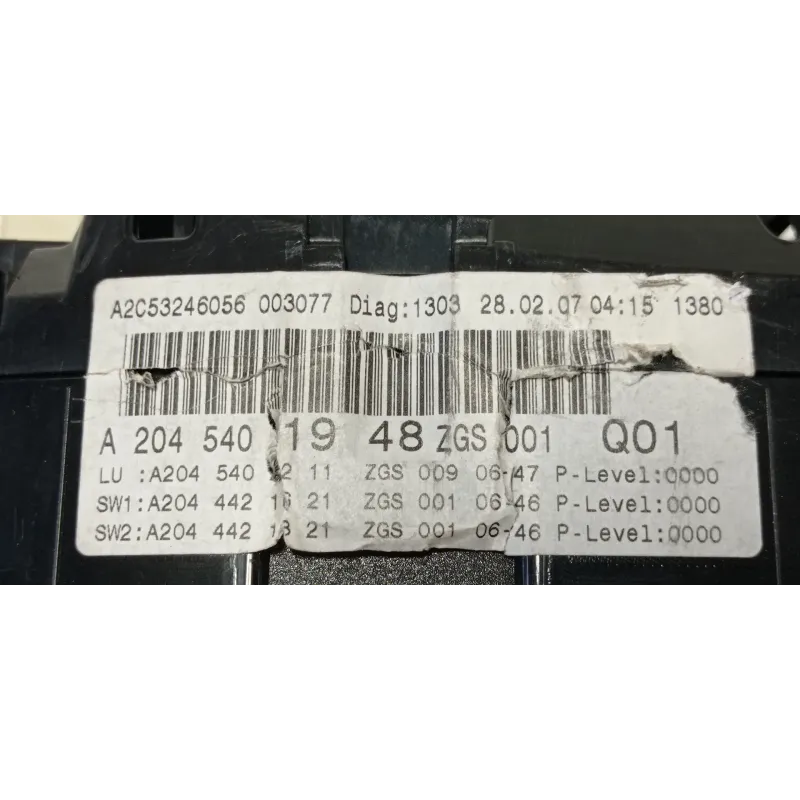 A2C53246056 003077 Diag:1303 28.02.07 04:15 1380
A 204 540 19 48 ZGS 001 Q01
LU :A204 540 11 ZGS 009 06-47 P-Level:0000
SW1:A204 442 16 21 ZGS 001 06-46 P-Level:0000
SW2:A204 442 21 ZGS 001 06-46 P-Level:0000